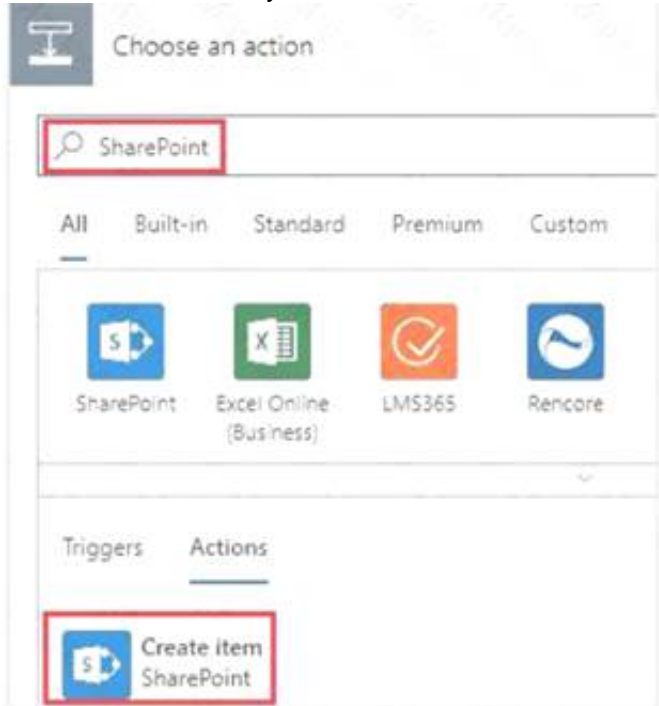 Choose an action
SharePoint
All Built-in Standard Premium Custom
SharePoint Excel Online (Business) LMS365 Rencore
Triggers Actions
Create item
SharePoint